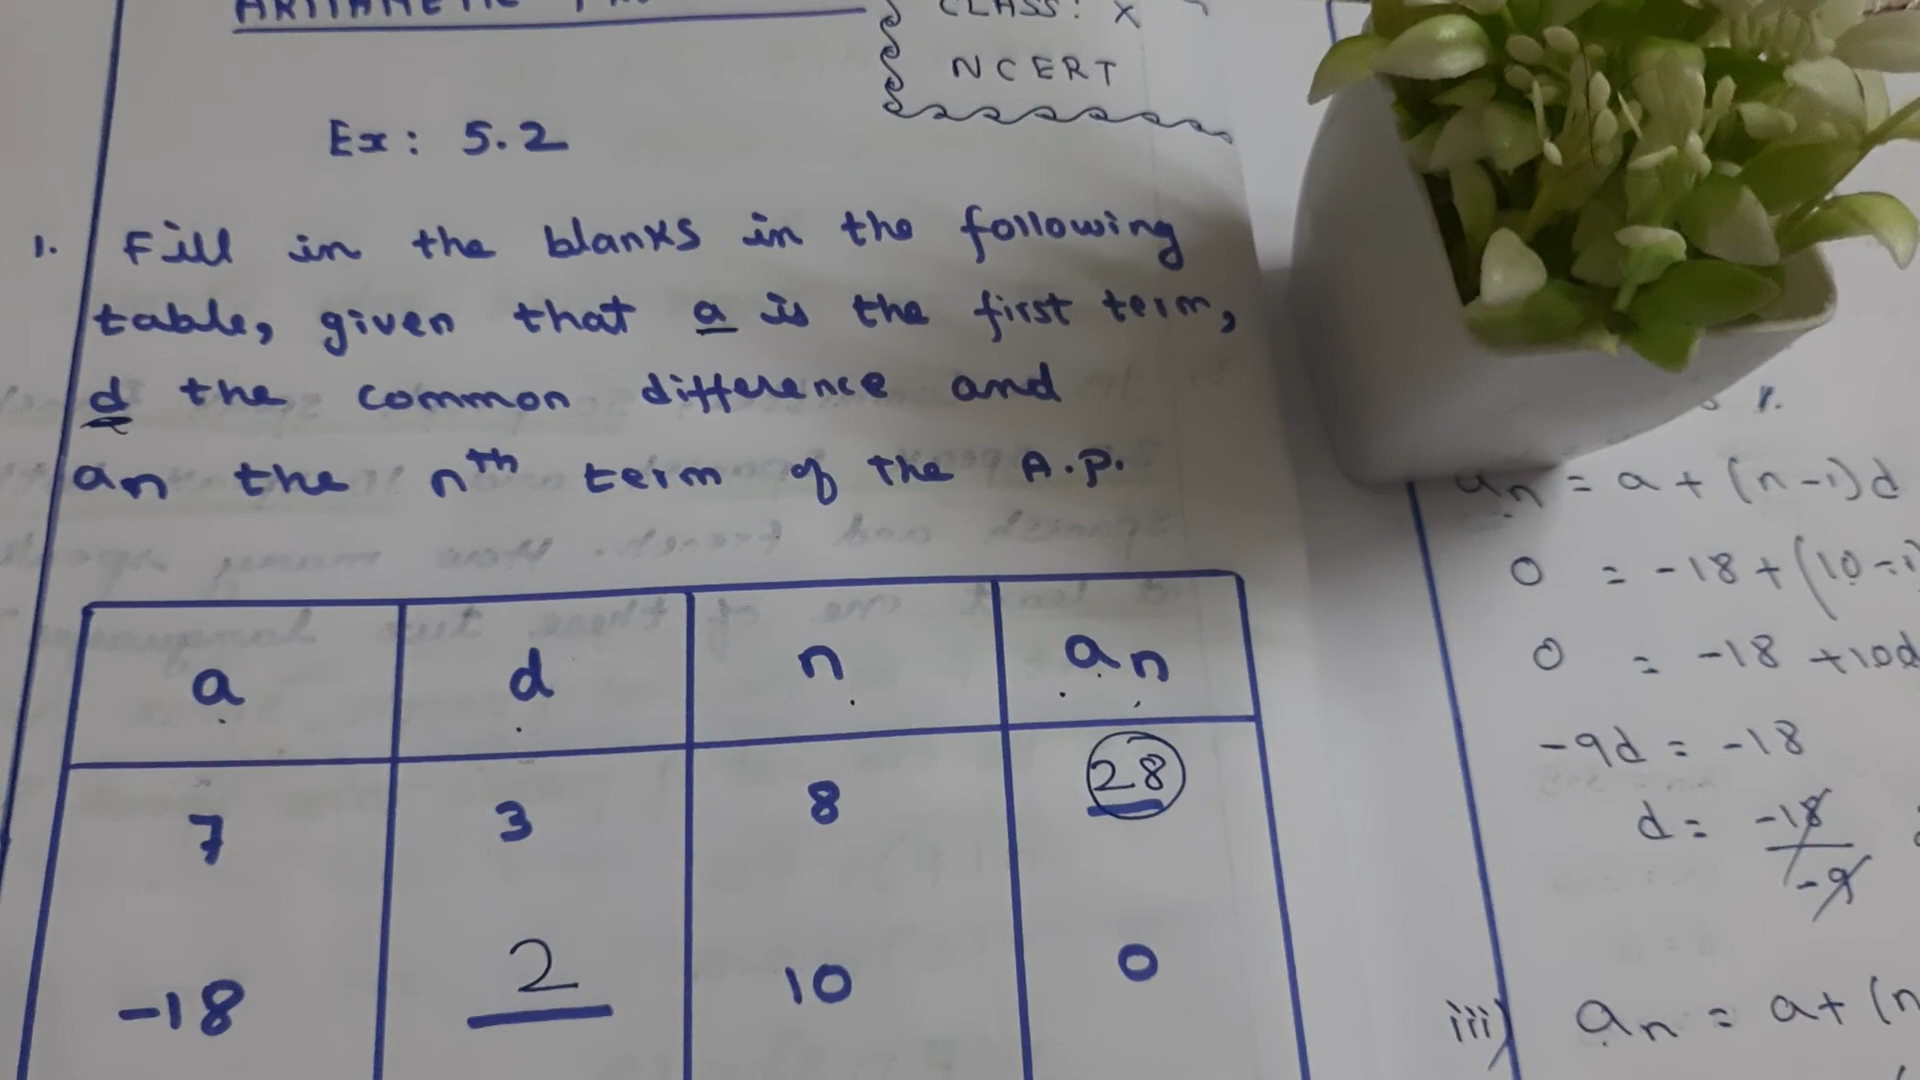 CLASS: X
NCERT
Ex: 5.2
1. Fill in the blanks in the following
table, given that a is the first term,
d the common difference and
an the nth term of the A.P.
a d n an
7 3 8 28
-18 2 10 0
an = a + (n-1)d
0 = -18 + (10-1)
0 = -18 + 10d
-9d = -18
d = -18
-9
iii) an = a + (n